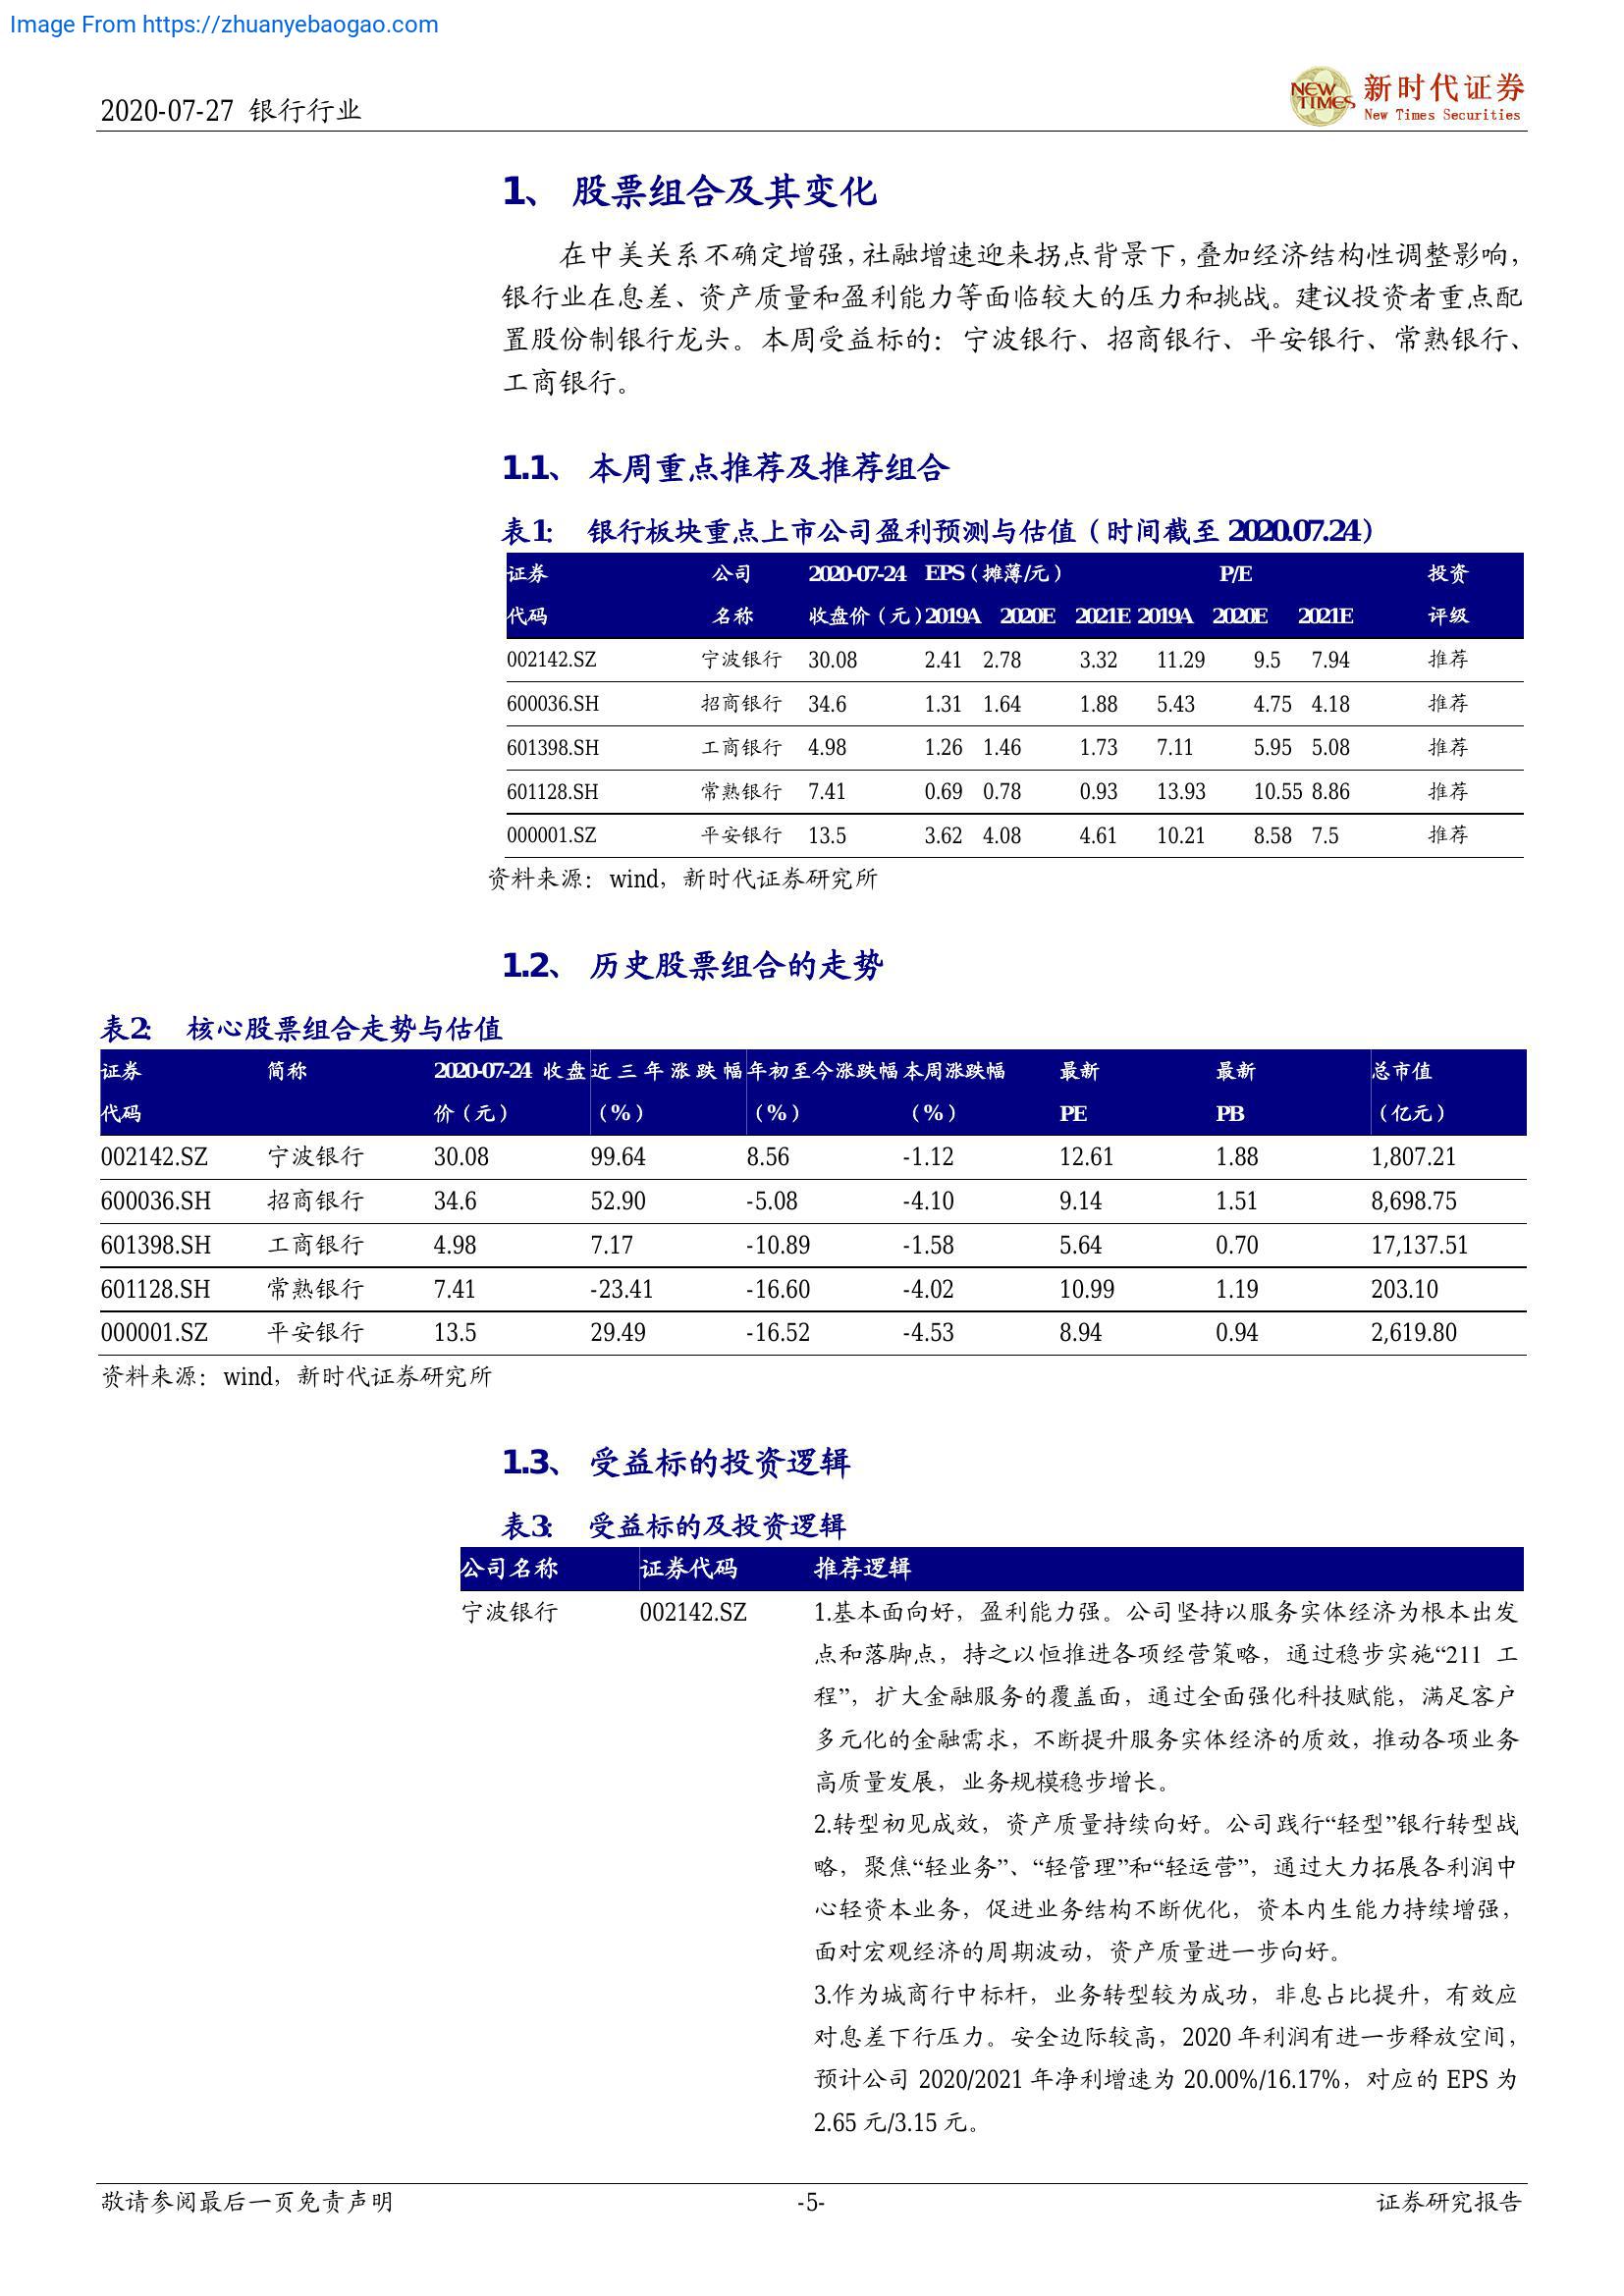 Image From https://zhuanyebaogao.com
2020-07-27 银行行业
NEW TIMES 新时代证券
New Times Securities
1、 股票组合及其变化
在中美关系不确定增强，社融增速迎来拐点背景下，叠加经济结构性调整影响，
银行业在息差、资产质量和盈利能力等面临较大的压力和挑战。建议投资者重点配
置股份制银行龙头。本周受益标的：宁波银行、招商银行、平安银行、常熟银行、
工商银行。
1.1、 本周重点推荐及推荐组合
表1： 银行板块重点上市公司盈利预测与估值（时间截至 2020.07.24）
证券 公司 2020-07-24 EPS（摊薄/元） P/E 投资
代码 名称 收盘价（元）2019A 2020E 2021E 2019A 2020E 2021E 评级
002142.SZ 宁波银行 30.08 2.41 2.78 3.32 11.29 9.5 7.94 推荐
600036.SH 招商银行 34.6 1.31 1.64 1.88 5.43 4.75 4.18 推荐
601398.SH 工商银行 4.98 1.26 1.46 1.73 7.11 5.95 5.08 推荐
601128.SH 常熟银行 7.41 0.69 0.78 0.93 13.93 10.55 8.86 推荐
000001.SZ 平安银行 13.5 3.62 4.08 4.61 10.21 8.58 7.5 推荐
资料来源：wind，新时代证券研究所
1.2、 历史股票组合的走势
表2： 核心股票组合走势与估值
证券 简称 2020-07-24 收盘 近三年涨跌幅 年初至今涨跌幅 本周涨跌幅 最新 最新 总市值
代码 价（元） （%） （%） （%） PE PB （亿元）
002142.SZ 宁波银行 30.08 99.64 8.56 -1.12 12.61 1.88 1,807.21
600036.SH 招商银行 34.6 52.90 -5.08 -4.10 9.14 1.51 8,698.75
601398.SH 工商银行 4.98 7.17 -10.89 -1.58 5.64 0.70 17,137.51
601128.SH 常熟银行 7.41 -23.41 -16.60 -4.02 10.99 1.19 203.10
000001.SZ 平安银行 13.5 29.49 -16.52 -4.53 8.94 0.94 2,619.80
资料来源：wind，新时代证券研究所
1.3、 受益标的投资逻辑
表3： 受益标的及投资逻辑
公司名称 证券代码 推荐逻辑
宁波银行 002142.SZ 1.基本面向好，盈利能力强。公司坚持以服务实体经济为根本出发
点和落脚点，持之以恒推进各项经营策略，通过稳步实施“211 工
程”，扩大金融服务的覆盖面，通过全面强化科技赋能，满足客户
多元化的金融需求，不断提升服务实体经济的质效，推动各项业务
高质量发展，业务规模稳步增长。
2.转型初见成效，资产质量持续向好。公司践行“轻型”银行转型战
略，聚焦“轻业务”、“轻管理”和“轻运营”，通过大力拓展各利润中
心轻资本业务，促进业务结构不断优化，资本内生能力持续增强，
面对宏观经济的周期波动，资产质量进一步向好。
3.作为城商行中标杆，业务转型较为成功，非息占比提升，有效应
对息差下行压力。安全边际较高，2020 年利润有进一步释放空间，
预计公司 2020/2021 年净利增速为 20.00%/16.17%，对应的 EPS 为
2.65 元/3.15 元。
敬请参阅最后一页免责声明 -5- 证券研究报告